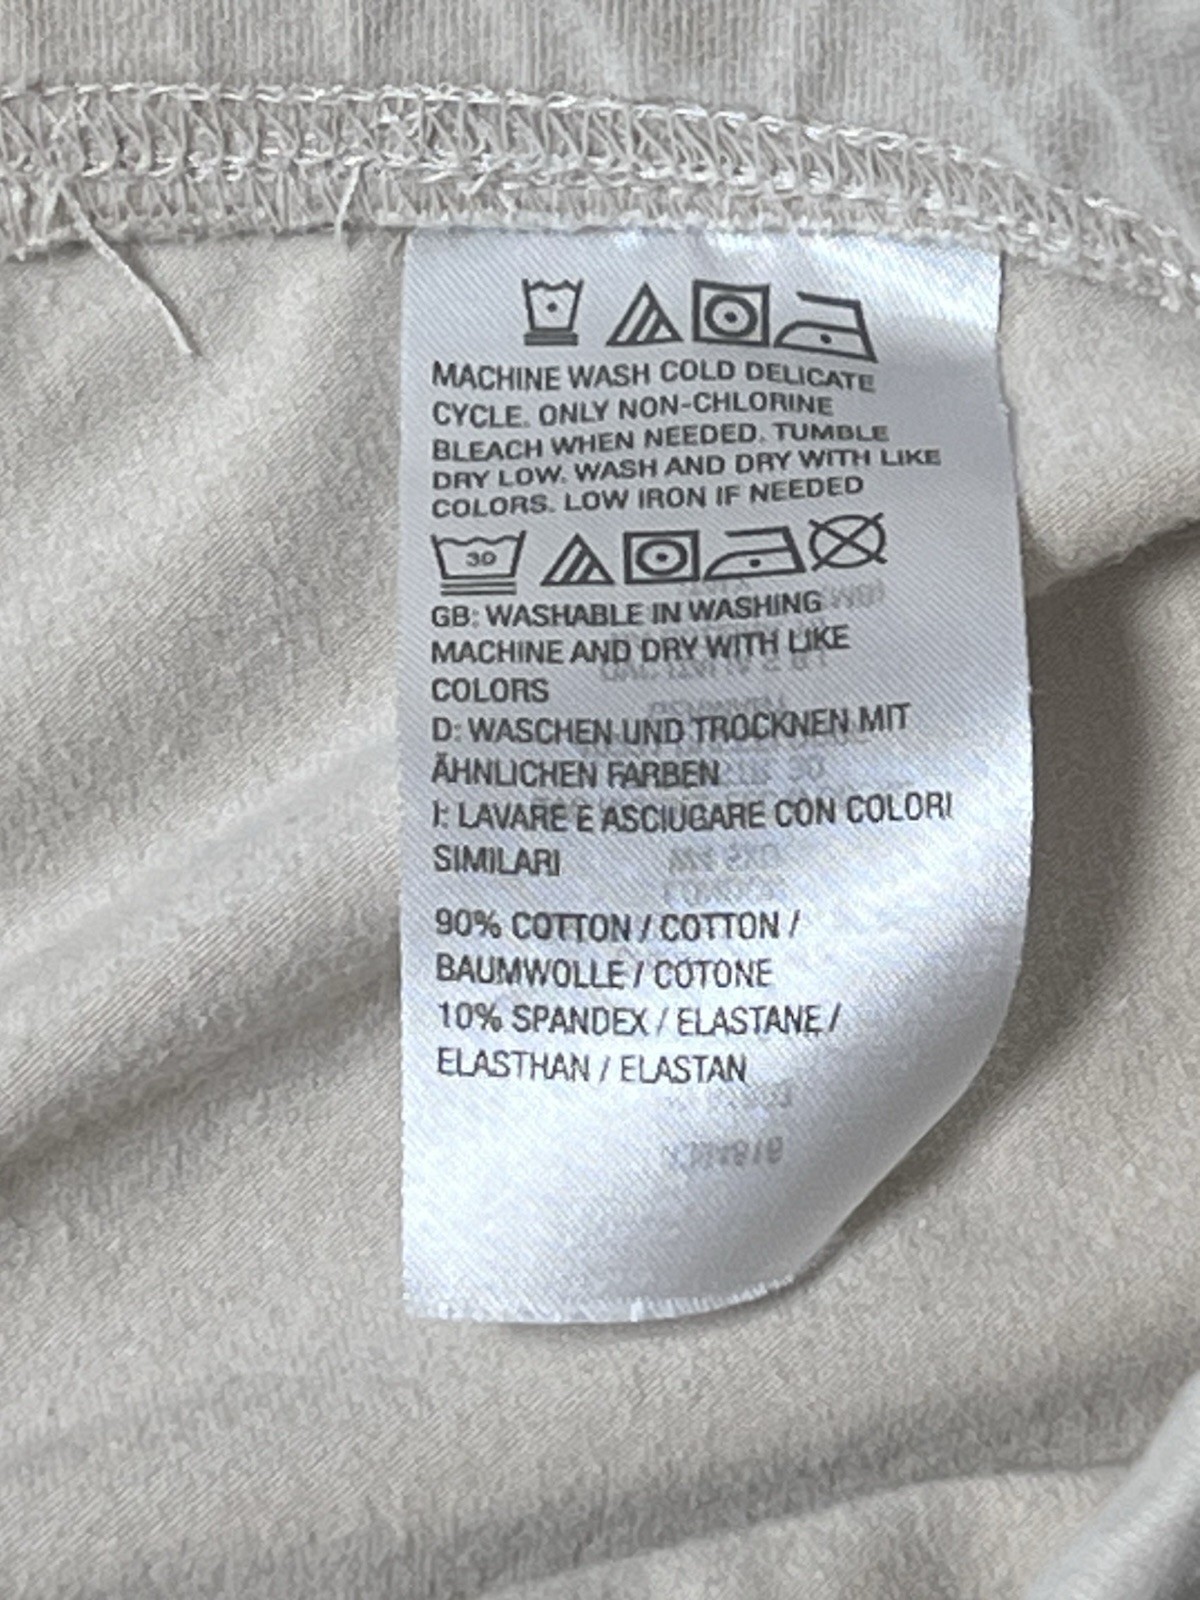 MACHINE WASH COLD DELICATE
CYCLE. ONLY NON-CHLORINE
BLEACH WHEN NEEDED. TUMBLE
DRY LOW. WASH AND DRY WITH LIKE
COLORS. LOW IRON IF NEEDED
30
GB: WASHABLE IN WASHING
MACHINE AND DRY WITH LIKE
COLORS
D: WASCHEN UND TROCKNEN MIT
ÄHNLICHEN FARBEN
I: LAVARE E ASCIUGARE CON COLORI
SIMILARI
90% COTTON / COTTON /
BAUMWOLLE / COTONE
10% SPANDEX / ELASTANE /
ELASTHAN / ELASTAN